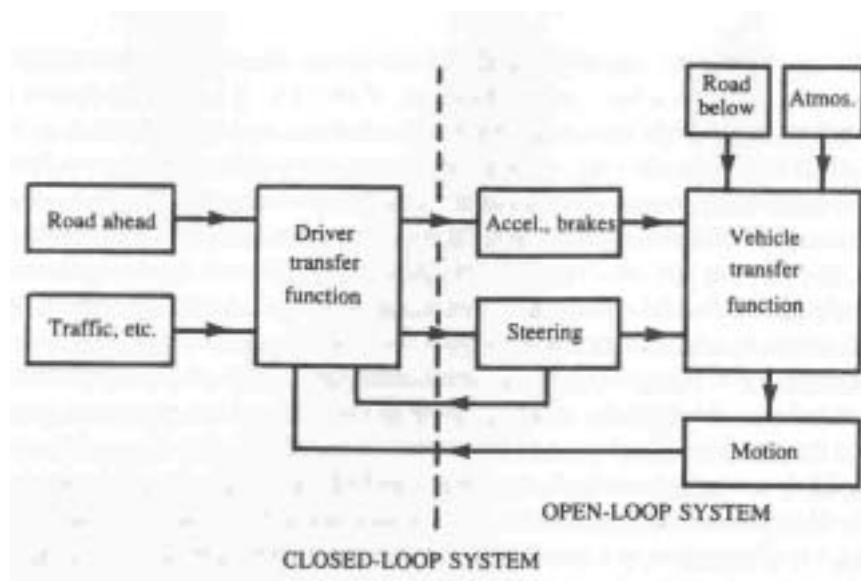 Road
below
Atmos.
Road ahead
Driver
transfer
function
Accel., brakes
Vehicle
transfer
function
Traffic, etc.
Steering
Motion
OPEN-LOOP SYSTEM
CLOSED-LOOP SYSTEM